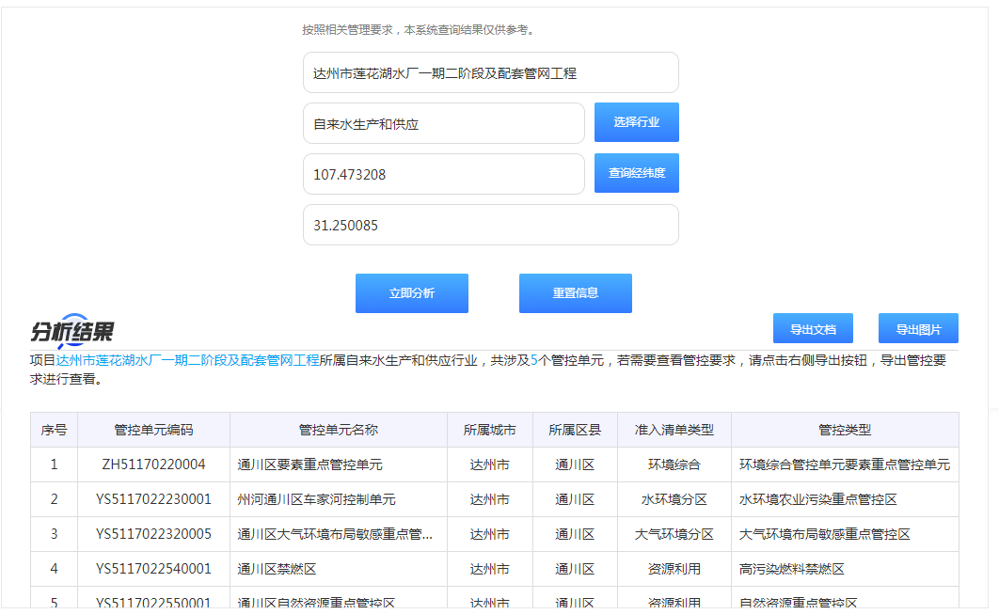 按照相关管理要求，本系统查询结果仅供参考。
达州市莲花湖水厂一期二阶段及配套管网工程
自来水生产和供应 选择行业
107.473208 查询经纬度
31.250085
立即分析 重置信息
分析结果 导出文档 导出图片
项目达州市莲花湖水厂一期二阶段及配套管网工程所属自来水生产和供应行业，共涉及5个管控单元，若需要查看管控要求，请点击右侧导出按钮，导出管控要
求进行查看。
序号 管控单元编码 管控单元名称 所属城市 所属区县 准入清单类型 管控类型
1 ZH51170220004 通川区要素重点管控单元 达州市 通川区 环境综合 环境综合管控单元要素重点管控单元
2 YS5117022230001 州河通川区车家河控制单元 达州市 通川区 水环境分区 水环境农业污染重点管控区
3 YS5117022320005 通川区大气环境布局敏感重点管... 达州市 通川区 大气环境分区 大气环境布局敏感重点管控区
4 YS5117022540001 通川区禁燃区 达州市 通川区 资源利用 高污染燃料禁燃区
5 YS5117022550001 通川区自然资源重点管控区 达州市 通川区 资源利用 自然资源重点管控区